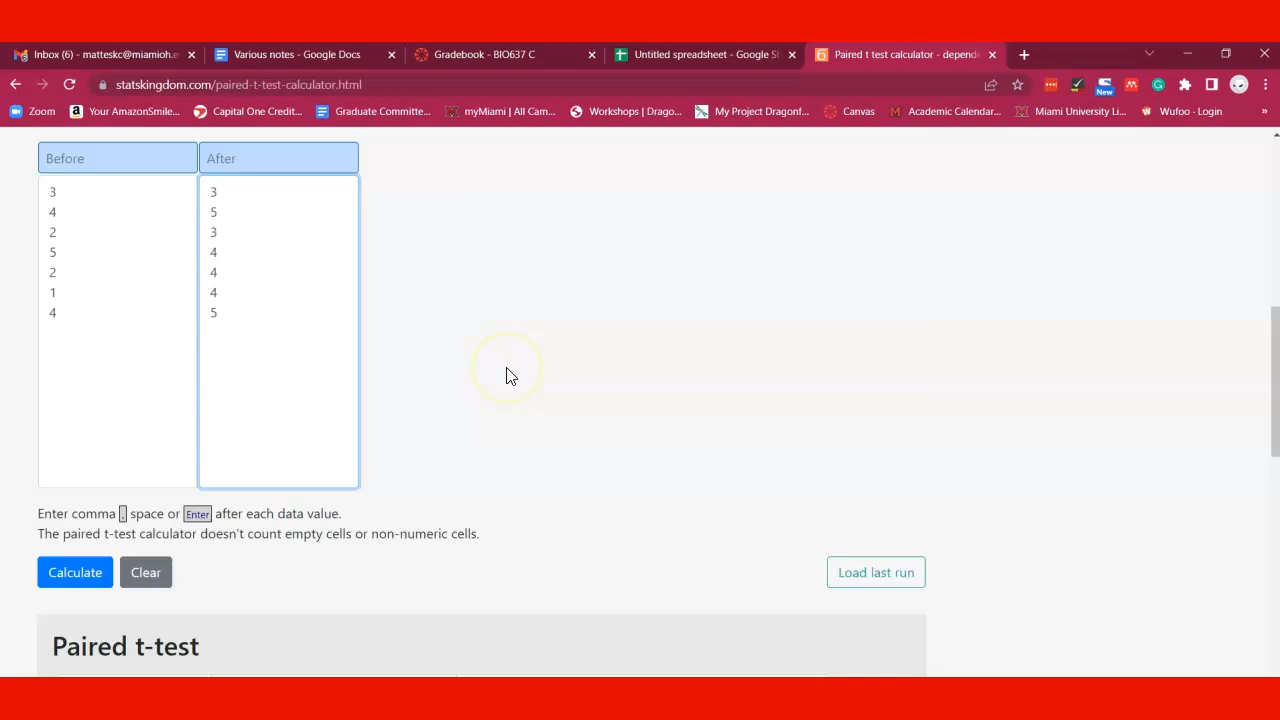 Inbox (6) - matteskc@miamioh.e
Various notes - Google Docs
Gradebook - BIO637 C
Untitled spreadsheet - Google Sh
Paired t test calculator - depend
statskingdom.com/paired-t-test-calculator.html
New
Zoom
Your AmazonSmile...
Capital One Credit...
Graduate Committe...
myMiami | All Cam...
Workshops | Drago...
My Project Dragonf...
Canvas
Academic Calendar...
Miami University Li...
Wufoo - Login
»
Before After
3 3
4 5
2 3
5 4
2 4
1 4
4 5
Enter comma , space or Enter after each data value.
The paired t-test calculator doesn't count empty cells or non-numeric cells.
Calculate Clear Load last run
Paired t-test